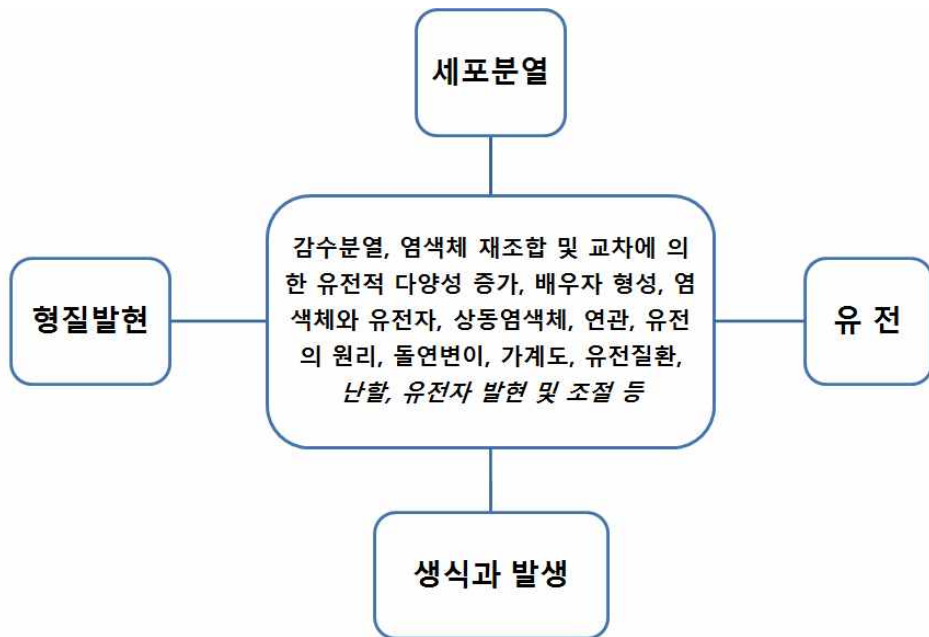 세포분열
감수분열, 염색체 재조합 및 교차에 의
한 유전적 다양성 증가, 배우자 형성, 염
색체와 유전자, 상동염색체, 연관, 유전
의 원리, 돌연변이, 가계도, 유전질환,
난할, 유전자 발현 및 조절 등
형질발현
유 전
생식과 발생